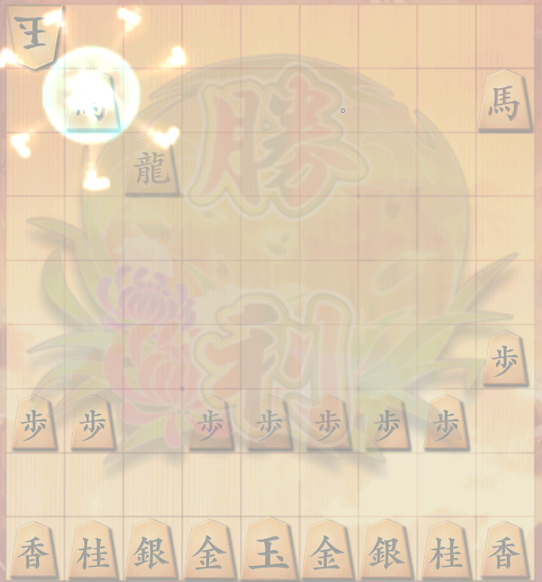 勝
利
王
馬 馬
龍
歩
歩 歩 歩 歩 歩 歩 歩
香 桂 銀 金 玉 金 銀 桂 香